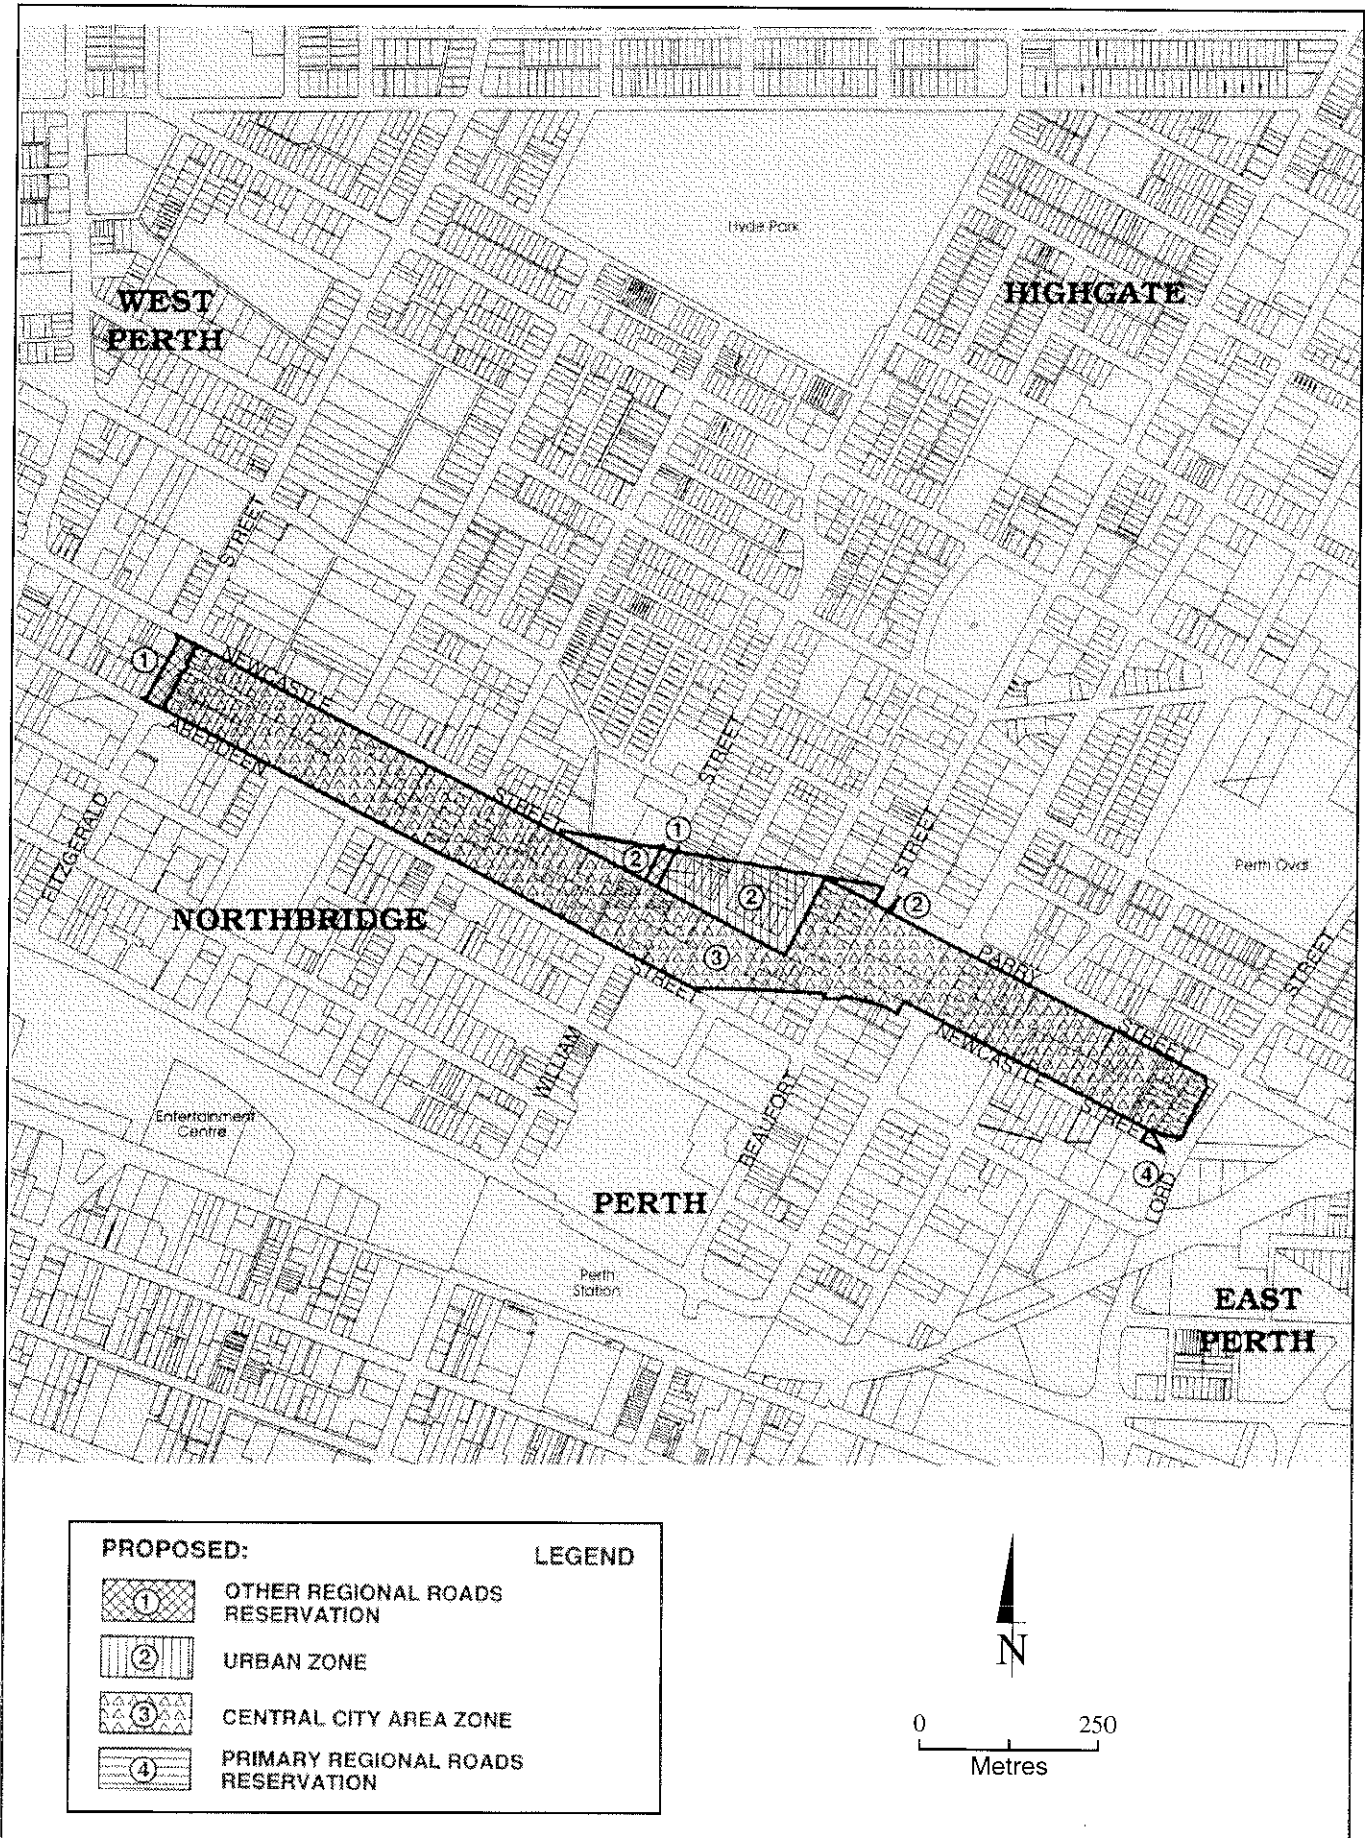 Hyde Park
WEST
PERTH
HIGHGATE
STREET
1
NEWCASTLE
ABERDEEN
STREET
STREET
1
2
2
STREET
2
FITZGERALD
Perth Oval
NORTHBRIDGE
3
PARRY
STREET
STREET
STREET
NEWCASTLE
STREET
WILLIAM
BEAUFORT
Entertainment
Centre
4
LORD
PERTH
Perth
Station
EAST
PERTH
PROPOSED:
LEGEND
1
OTHER REGIONAL ROADS
RESERVATION
2
URBAN ZONE
3
CENTRAL CITY AREA ZONE
4
PRIMARY REGIONAL ROADS
RESERVATION
N
0 250
Metres